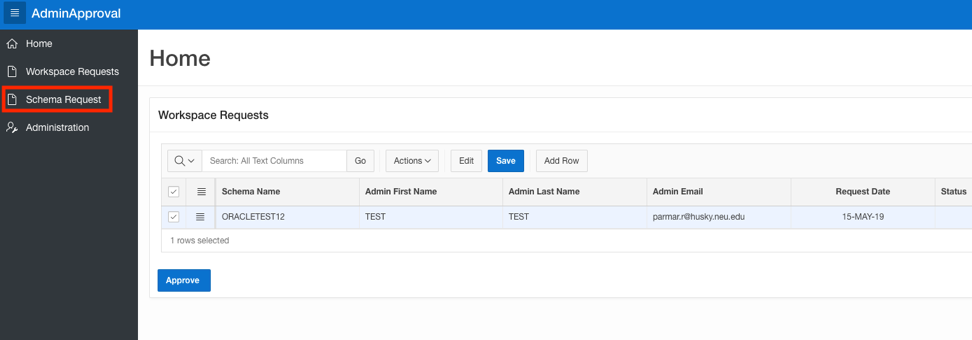 AdminApproval
Home
Workspace Requests
Schema Request
Administration
Home
Workspace Requests
Search: All Text Columns Go Actions Edit Save Add Row
Schema Name Admin First Name Admin Last Name Admin Email Request Date Status
ORACLETEST12 TEST TEST parmar.r@husky.neu.edu 15-MAY-19
1 rows selected
Approve